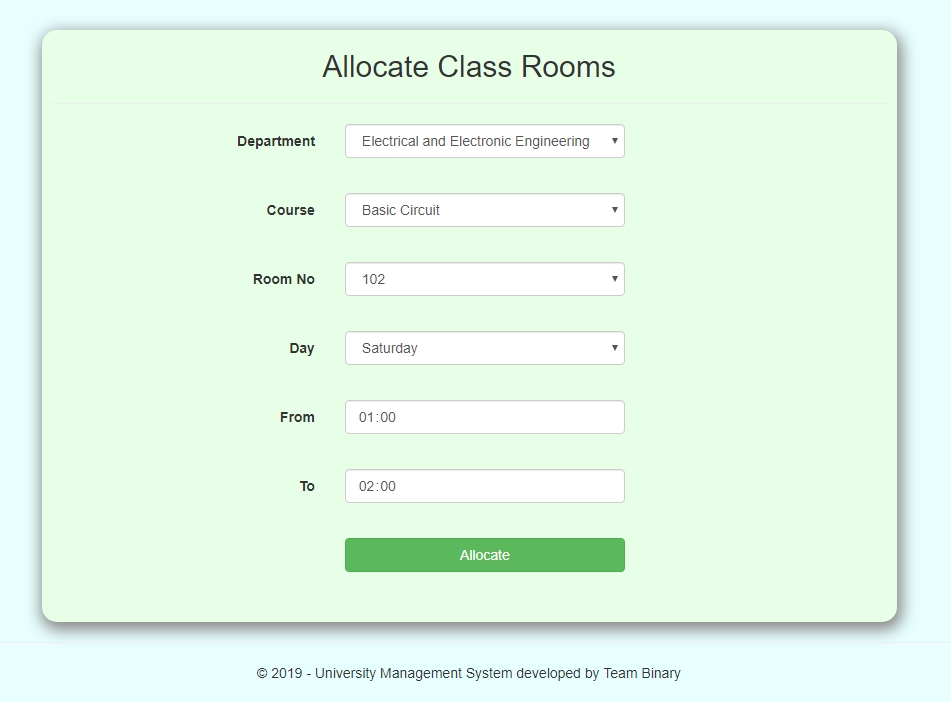 Allocate Class Rooms
Department Electrical and Electronic Engineering
Course Basic Circuit
Room No 102
Day Saturday
From 01:00
To 02:00
Allocate
© 2019 - University Management System developed by Team Binary